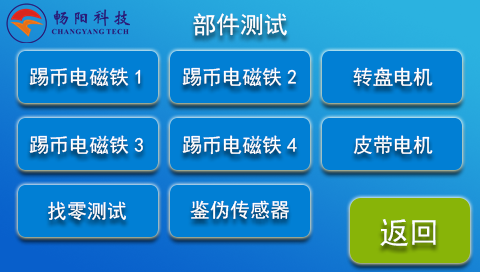 畅阳科技
CHANGYANG TECH
部件测试
踢币电磁铁 1
踢币电磁铁 2
转盘电机
踢币电磁铁 3
踢币电磁铁 4
皮带电机
找零测试
鉴伪传感器
返回